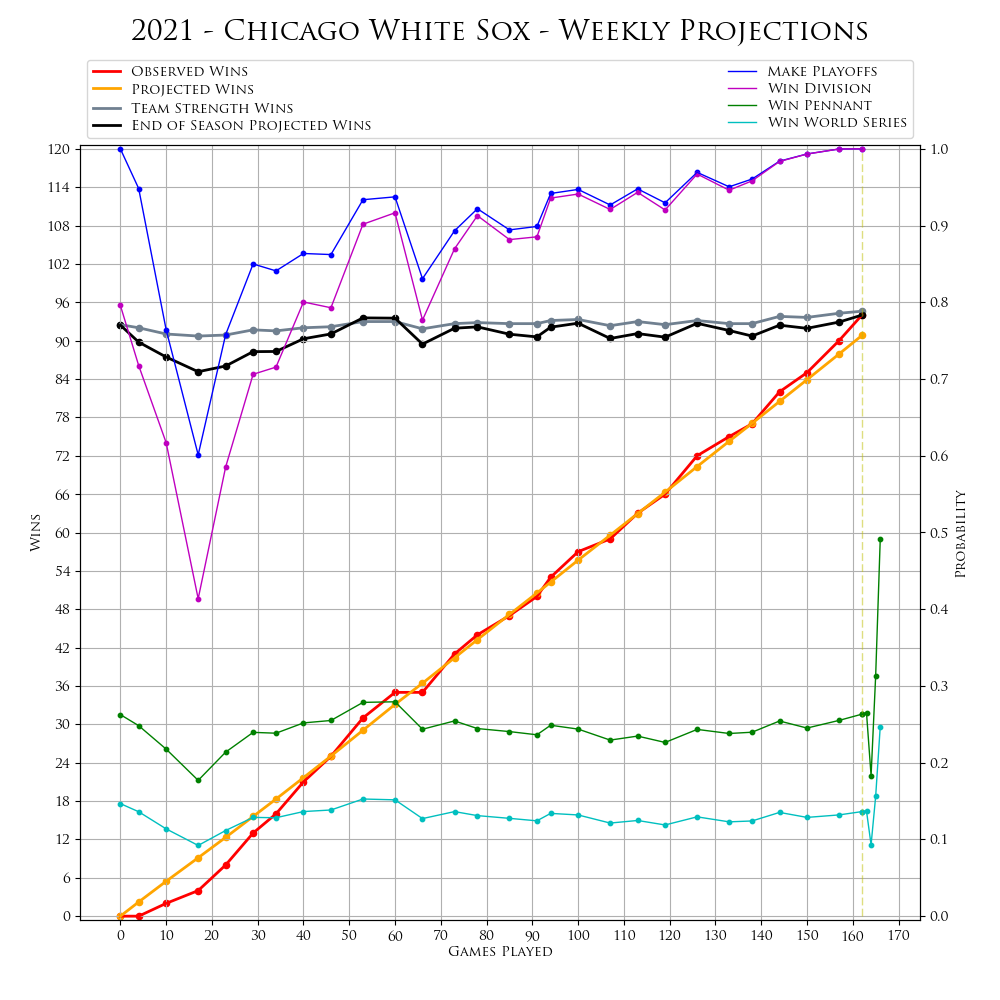 2021 - Chicago White Sox - Weekly Projections
Observed Wins
Projected Wins
Team Strength Wins
End of Season Projected Wins
Make Playoffs
Win Division
Win Pennant
Win World Series
120
114
108
102
96
90
84
78
72
66
60
54
48
42
36
30
24
18
12
6
0
Wins
1.0
0.9
0.8
0.7
0.6
0.5
0.4
0.3
0.2
0.1
0.0
Probability
0 10 20 30 40 50 60 70 80 90 100 110 120 130 140 150 160 170
Games Played